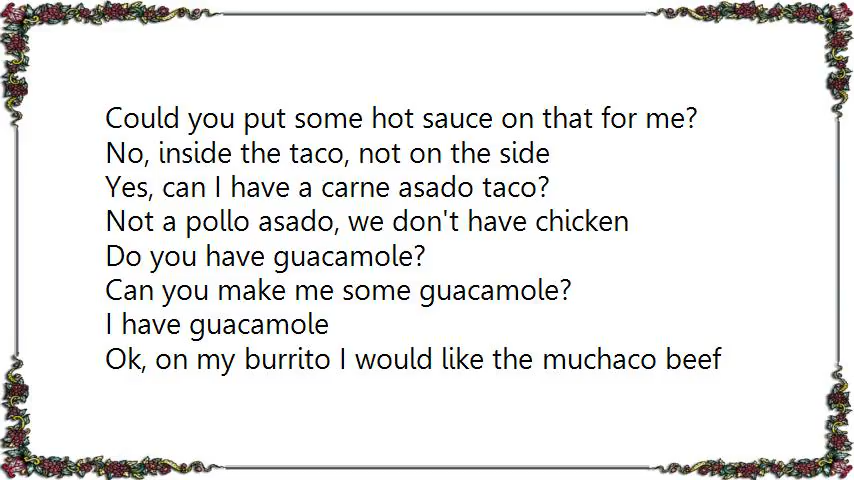 Could you put some hot sauce on that for me?
No, inside the taco, not on the side
Yes, can I have a carne asado taco?
Not a pollo asado, we don't have chicken
Do you have guacamole?
Can you make me some guacamole?
I have guacamole
Ok, on my burrito I would like the muchaco beef